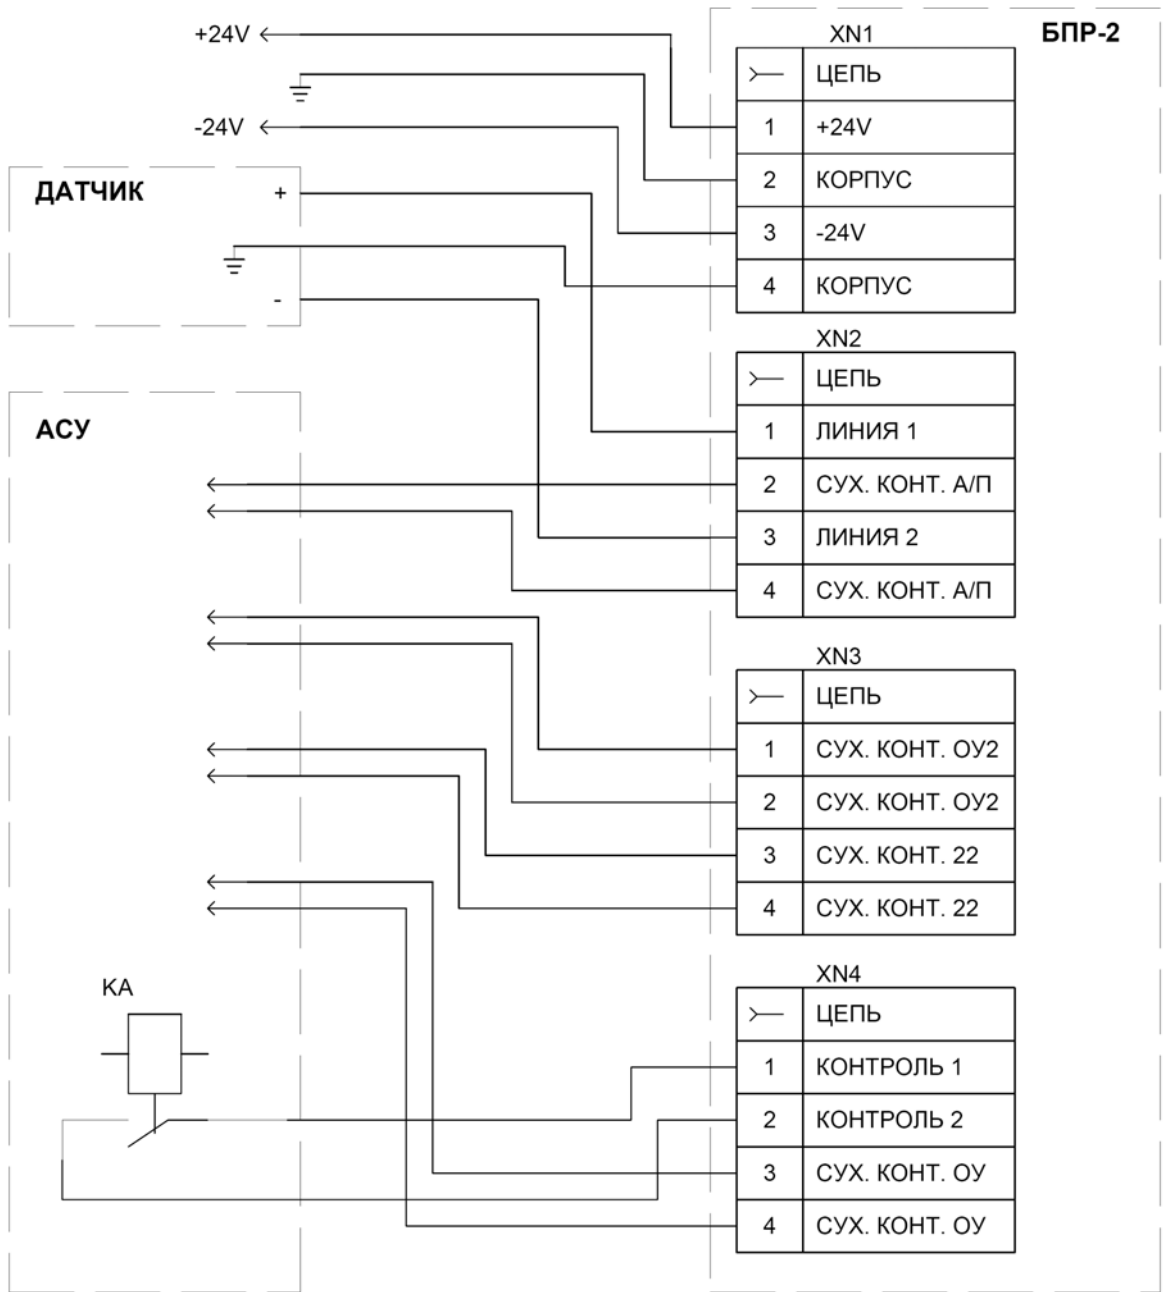 +24V
XN1
БПР-2
ЦЕПЬ
1 +24V
-24V
2 КОРПУС
ДАТЧИК +
3 -24V
4 КОРПУС
-
XN2
ЦЕПЬ
АСУ
1 ЛИНИЯ 1
2 СУХ. КОНТ. А/П
3 ЛИНИЯ 2
4 СУХ. КОНТ. А/П
XN3
ЦЕПЬ
1 СУХ. КОНТ. ОУ2
2 СУХ. КОНТ. ОУ2
3 СУХ. КОНТ. 22
4 СУХ. КОНТ. 22
XN4
КА
ЦЕПЬ
1 КОНТРОЛЬ 1
2 КОНТРОЛЬ 2
3 СУХ. КОНТ. ОУ
4 СУХ. КОНТ. ОУ